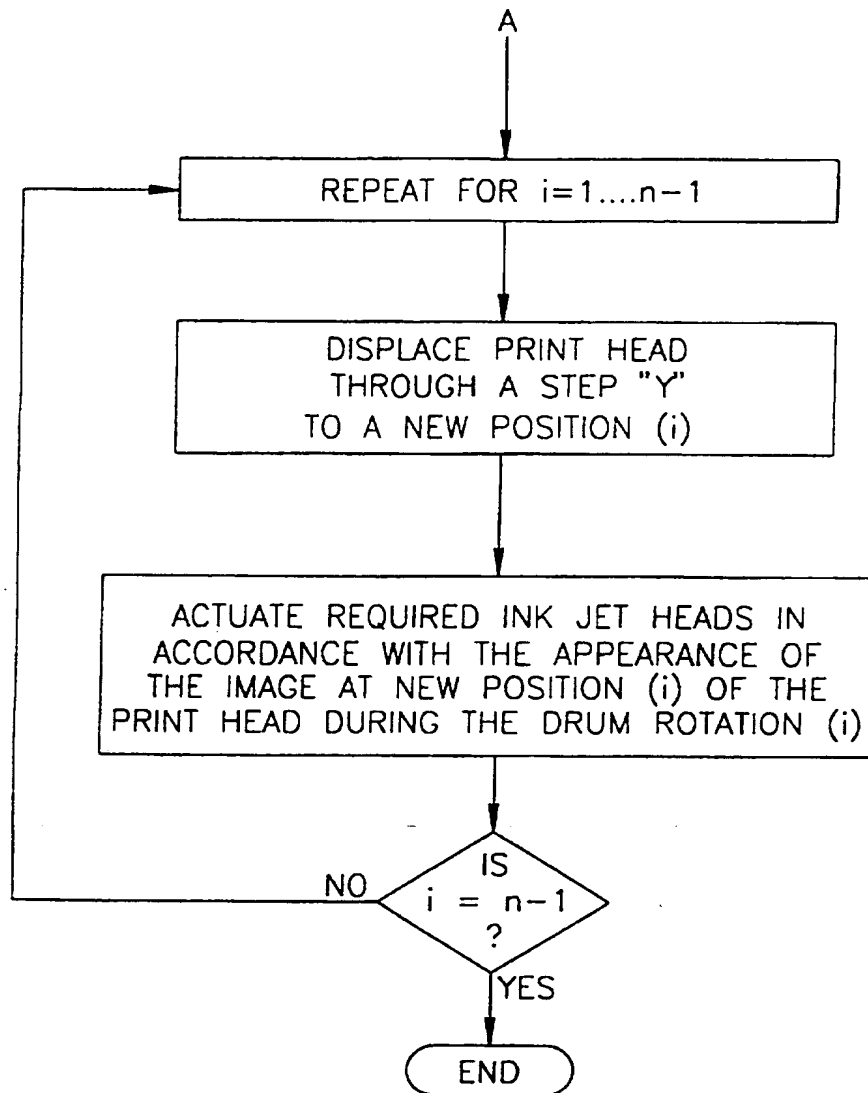 A
REPEAT FOR i=1....n-1
DISPLACE PRINT HEAD
THROUGH A STEP "Y"
TO A NEW POSITION (i)
ACTUATE REQUIRED INK JET HEADS IN
ACCORDANCE WITH THE APPEARANCE OF
THE IMAGE AT NEW POSITION (i) OF THE
PRINT HEAD DURING THE DRUM ROTATION (i)
IS
i = n-1
?
NO
YES
END